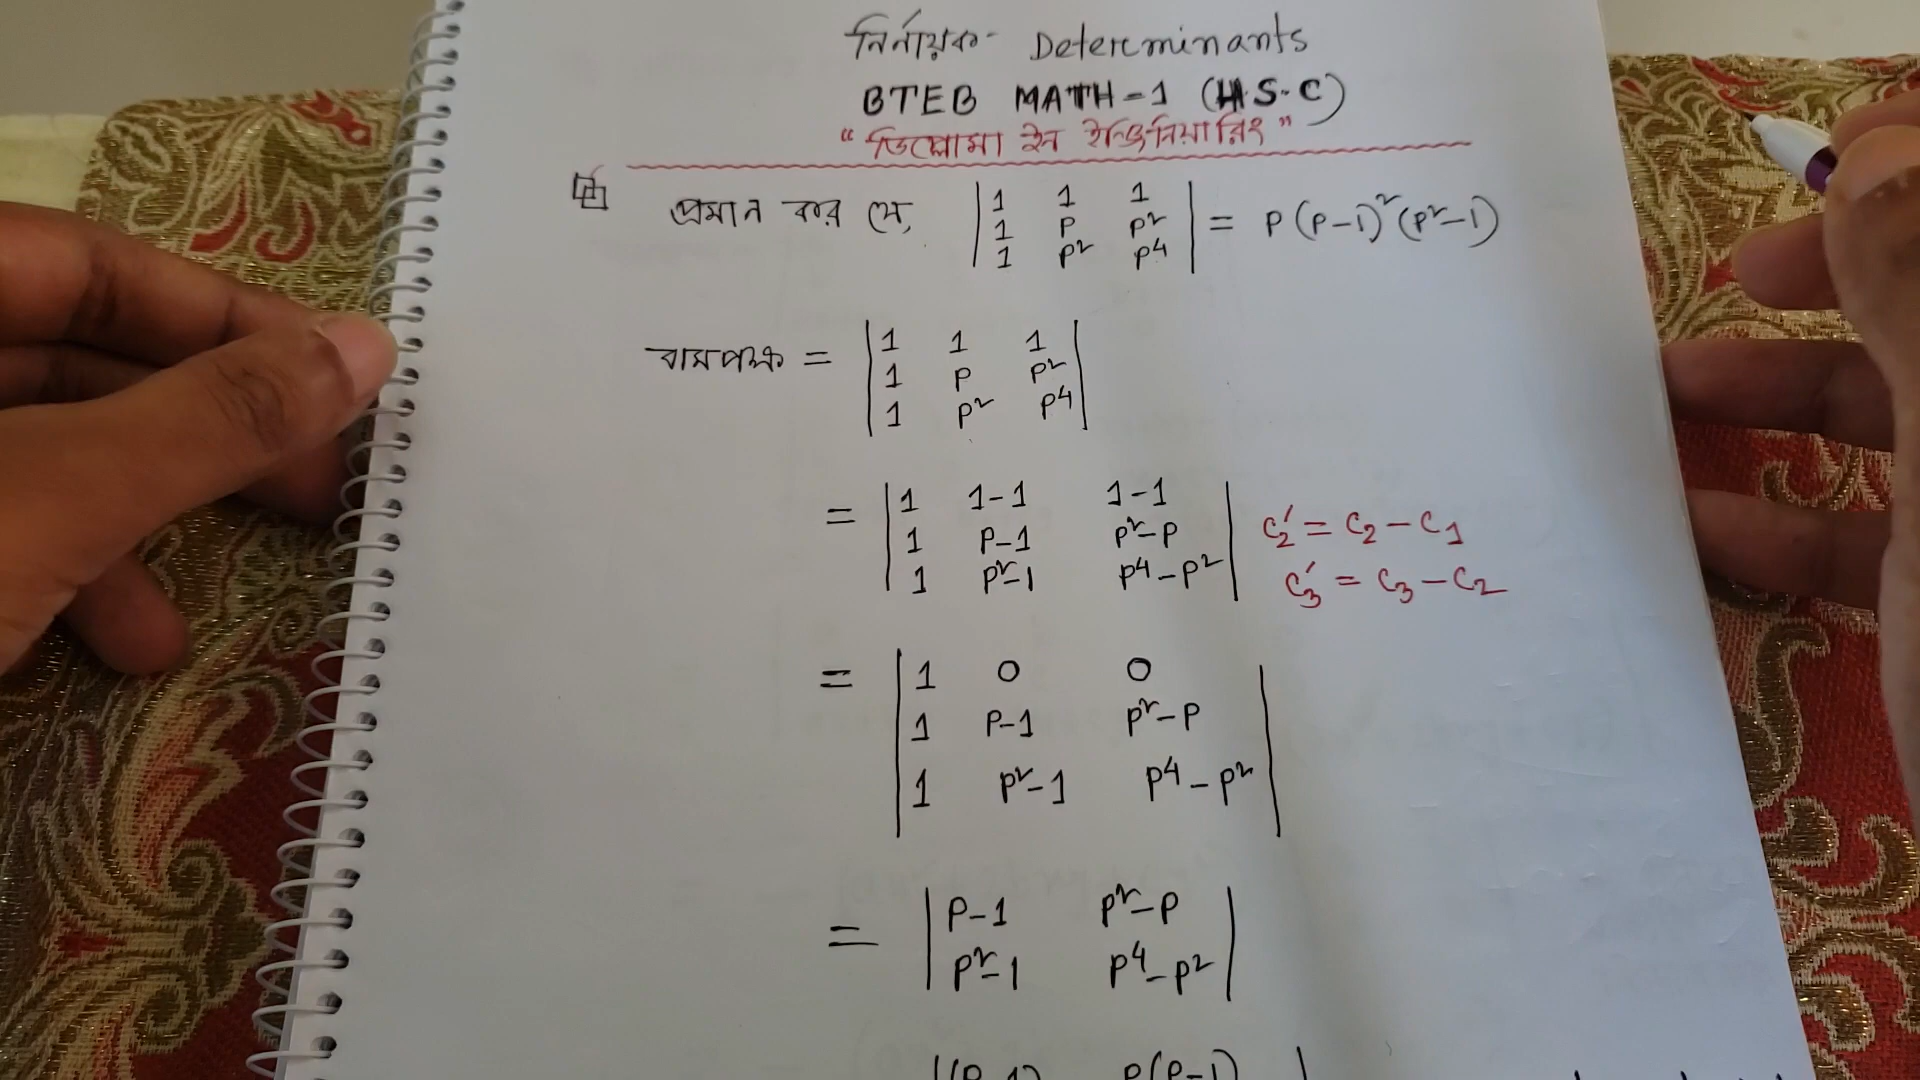 নির্নায়ক- Determinants
BTEB MATH-1 (H.S.C)
"ডিপ্লোমা ইন ইন্জিনিয়ারিং"
প্রমান কর যে, | 1 1 1 | = P(P-1)²(P²-1)
| 1 P P² |
| 1 P² P⁴ |
বামপক্ষ = | 1 1 1 |
| 1 P P² |
| 1 P² P⁴ |
= | 1 1-1 1-1 |
| 1 P-1 P²-P | C₂′ = C₂ - C₁
| 1 P²-1 P⁴-P² | C₃′ = C₃ - C₂
= | 1 0 0 |
| 1 P-1 P²-P |
| 1 P²-1 P⁴-P² |
= | P-1 P²-P |
| P²-1 P⁴-P² |
| (P-1) P(P-1) |